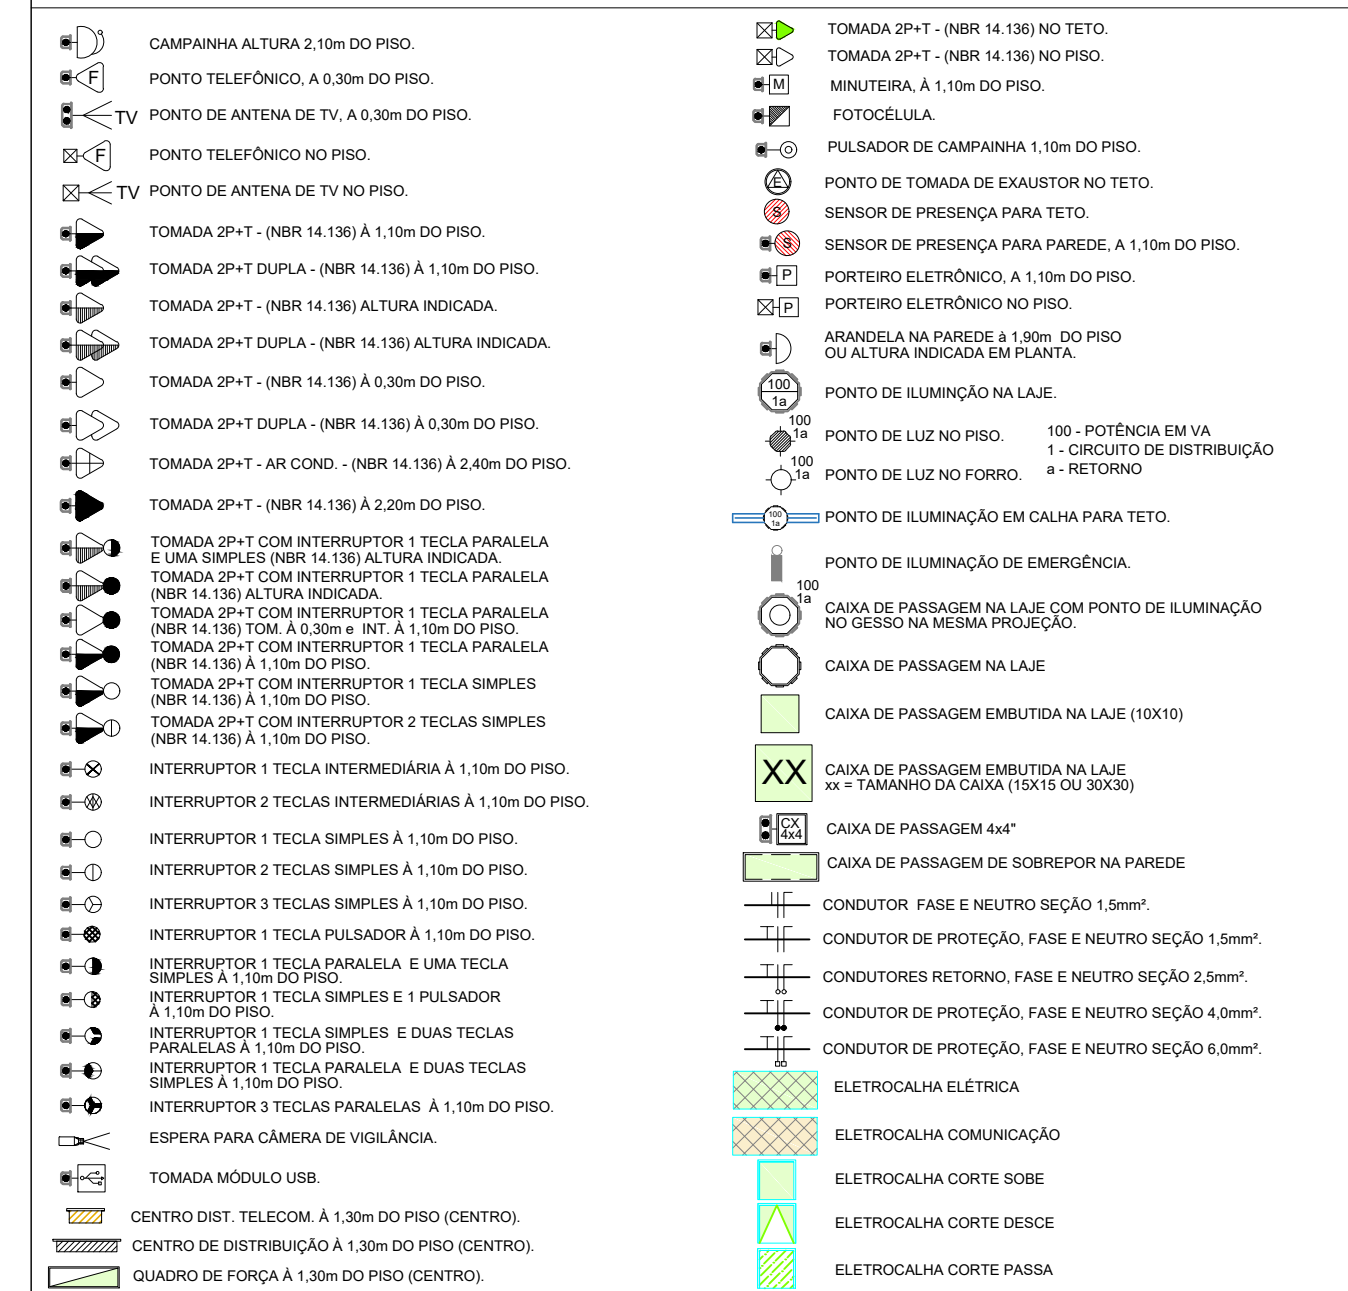 CAMPAINHA ALTURA 2,10m DO PISO.
F
PONTO TELEFÔNICO, A 0,30m DO PISO.
TV
PONTO DE ANTENA DE TV, A 0,30m DO PISO.
F
PONTO TELEFÔNICO NO PISO.
TV
PONTO DE ANTENA DE TV NO PISO.
TOMADA 2P+T - (NBR 14.136) À 1,10m DO PISO.
TOMADA 2P+T DUPLA - (NBR 14.136) À 1,10m DO PISO.
TOMADA 2P+T - (NBR 14.136) ALTURA INDICADA.
TOMADA 2P+T DUPLA - (NBR 14.136) ALTURA INDICADA.
TOMADA 2P+T - (NBR 14.136) À 0,30m DO PISO.
TOMADA 2P+T DUPLA - (NBR 14.136) À 0,30m DO PISO.
TOMADA 2P+T - AR COND. - (NBR 14.136) À 2,40m DO PISO.
TOMADA 2P+T - (NBR 14.136) À 2,20m DO PISO.
TOMADA 2P+T COM INTERRUPTOR 1 TECLA PARALELA
E UMA SIMPLES (NBR 14.136) ALTURA INDICADA.
TOMADA 2P+T COM INTERRUPTOR 1 TECLA PARALELA
(NBR 14.136) ALTURA INDICADA.
TOMADA 2P+T COM INTERRUPTOR 1 TECLA PARALELA
(NBR 14.136) TOM. À 0,30m e INT. À 1,10m DO PISO.
TOMADA 2P+T COM INTERRUPTOR 1 TECLA PARALELA
(NBR 14.136) À 1,10m DO PISO.
TOMADA 2P+T COM INTERRUPTOR 1 TECLA SIMPLES
(NBR 14.136) À 1,10m DO PISO.
TOMADA 2P+T COM INTERRUPTOR 2 TECLAS SIMPLES
(NBR 14.136) À 1,10m DO PISO.
INTERRUPTOR 1 TECLA INTERMEDIÁRIA À 1,10m DO PISO.
INTERRUPTOR 2 TECLAS INTERMEDIÁRIAS À 1,10m DO PISO.
INTERRUPTOR 1 TECLA SIMPLES À 1,10m DO PISO.
INTERRUPTOR 2 TECLAS SIMPLES À 1,10m DO PISO.
INTERRUPTOR 3 TECLAS SIMPLES À 1,10m DO PISO.
INTERRUPTOR 1 TECLA PULSADOR À 1,10m DO PISO.
INTERRUPTOR 1 TECLA PARALELA E UMA TECLA
SIMPLES À 1,10m DO PISO.
INTERRUPTOR 1 TECLA SIMPLES E 1 PULSADOR
À 1,10m DO PISO.
INTERRUPTOR 1 TECLA SIMPLES E DUAS TECLAS
PARALELAS À 1,10m DO PISO.
INTERRUPTOR 1 TECLA PARALELA E DUAS TECLAS
SIMPLES À 1,10m DO PISO.
INTERRUPTOR 3 TECLAS PARALELAS À 1,10m DO PISO.
ESPERA PARA CÂMERA DE VIGILÂNCIA.
TOMADA MÓDULO USB.
CENTRO DIST. TELECOM. À 1,30m DO PISO (CENTRO).
CENTRO DE DISTRIBUIÇÃO À 1,30m DO PISO (CENTRO).
QUADRO DE FORÇA À 1,30m DO PISO (CENTRO).
TOMADA 2P+T - (NBR 14.136) NO TETO.
TOMADA 2P+T - (NBR 14.136) NO PISO.
M
MINUTEIRA, À 1,10m DO PISO.
FOTOCÉLULA.
PULSADOR DE CAMPAINHA 1,10m DO PISO.
E
PONTO DE TOMADA DE EXAUSTOR NO TETO.
S
SENSOR DE PRESENÇA PARA TETO.
S
SENSOR DE PRESENÇA PARA PAREDE, A 1,10m DO PISO.
P
PORTEIRO ELETRÔNICO, A 1,10m DO PISO.
P
PORTEIRO ELETRÔNICO NO PISO.
ARANDELA NA PAREDE à 1,90m DO PISO
OU ALTURA INDICADA EM PLANTA.
100
1a
PONTO DE ILUMINÇÃO NA LAJE.
100
1a
PONTO DE LUZ NO PISO.
100
1a
PONTO DE LUZ NO FORRO.
100 - POTÊNCIA EM VA
1 - CIRCUITO DE DISTRIBUIÇÃO
a - RETORNO
100
1a
PONTO DE ILUMINAÇÃO EM CALHA PARA TETO.
PONTO DE ILUMINAÇÃO DE EMERGÊNCIA.
100
1a
CAIXA DE PASSAGEM NA LAJE COM PONTO DE ILUMINAÇÃO
NO GESSO NA MESMA PROJEÇÃO.
CAIXA DE PASSAGEM NA LAJE
CAIXA DE PASSAGEM EMBUTIDA NA LAJE (10X10)
XX
CAIXA DE PASSAGEM EMBUTIDA NA LAJE
xx = TAMANHO DA CAIXA (15X15 OU 30X30)
CX
4x4
CAIXA DE PASSAGEM 4x4"
CAIXA DE PASSAGEM DE SOBREPOR NA PAREDE
CONDUTOR FASE E NEUTRO SEÇÃO 1,5mm².
CONDUTOR DE PROTEÇÃO, FASE E NEUTRO SEÇÃO 1,5mm².
CONDUTORES RETORNO, FASE E NEUTRO SEÇÃO 2,5mm².
CONDUTOR DE PROTEÇÃO, FASE E NEUTRO SEÇÃO 4,0mm².
CONDUTOR DE PROTEÇÃO, FASE E NEUTRO SEÇÃO 6,0mm².
ELETROCALHA ELÉTRICA
ELETROCALHA COMUNICAÇÃO
ELETROCALHA CORTE SOBE
ELETROCALHA CORTE DESCE
ELETROCALHA CORTE PASSA